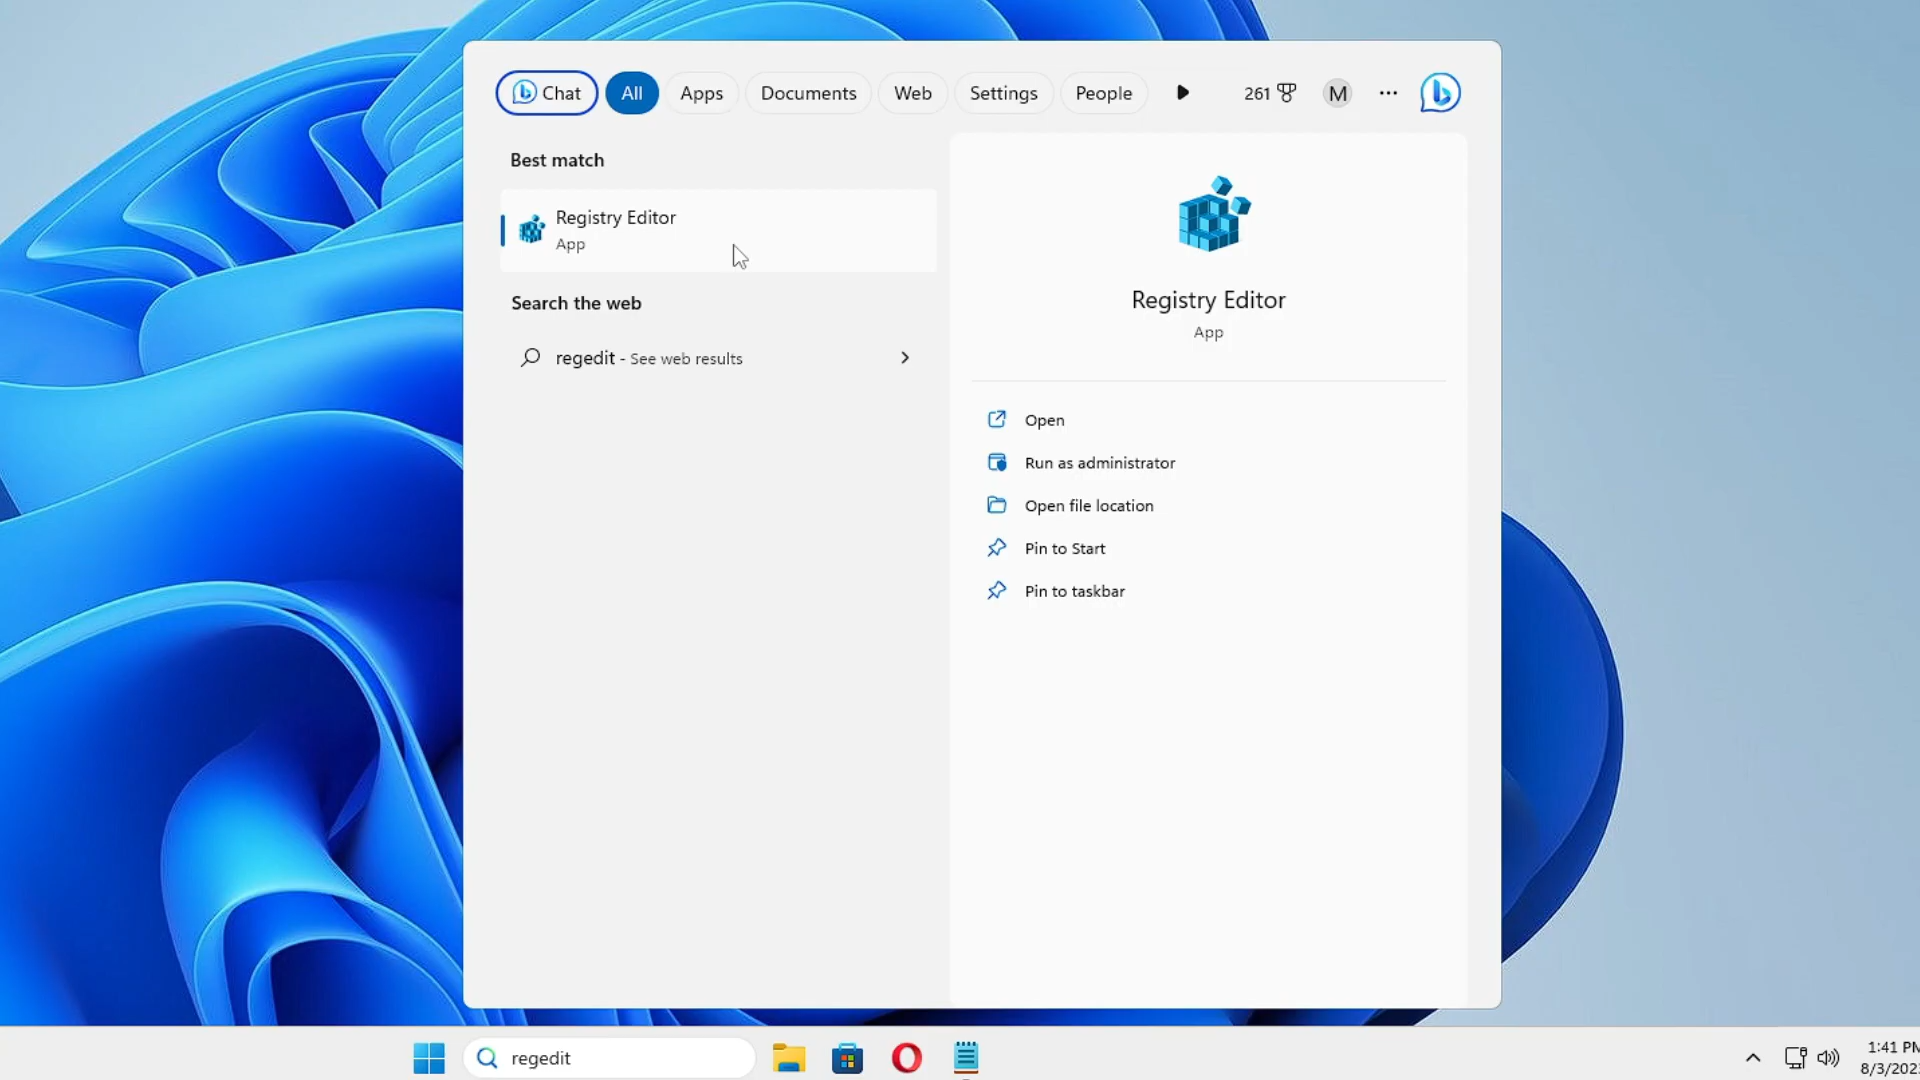 Chat All Apps Documents Web Settings People 261 M
Best match
Registry Editor
App
Search the web
regedit - See web results
Registry Editor
App
Open
Run as administrator
Open file location
Pin to Start
Pin to taskbar
regedit
1:41 PM
8/3/202